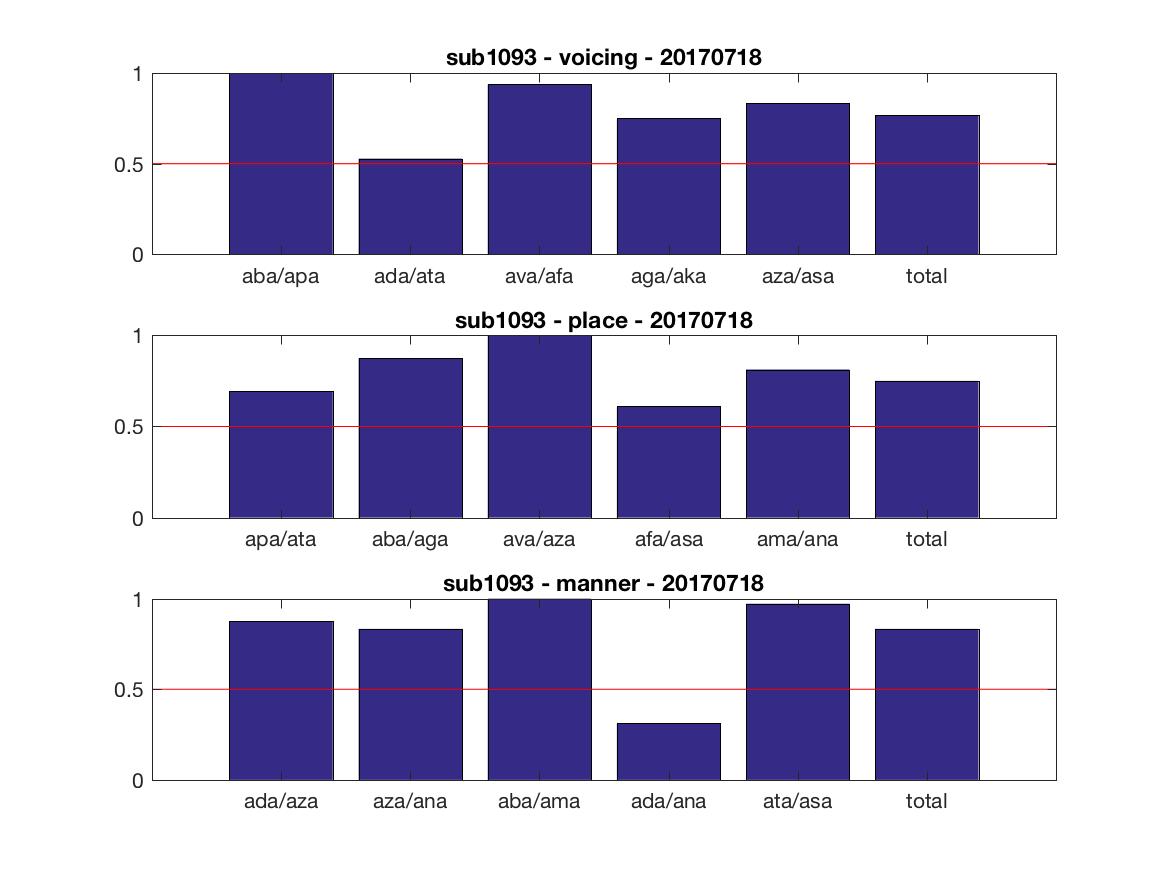 sub1093 - voicing - 20170718
1
0.5
0
aba/apa ada/ata ava/afa aga/aka aza/asa total
sub1093 - place - 20170718
1
0.5
0
apa/ata aba/aga ava/aza afa/asa ama/ana total
sub1093 - manner - 20170718
1
0.5
0
ada/aza aza/ana aba/ama ada/ana ata/asa total